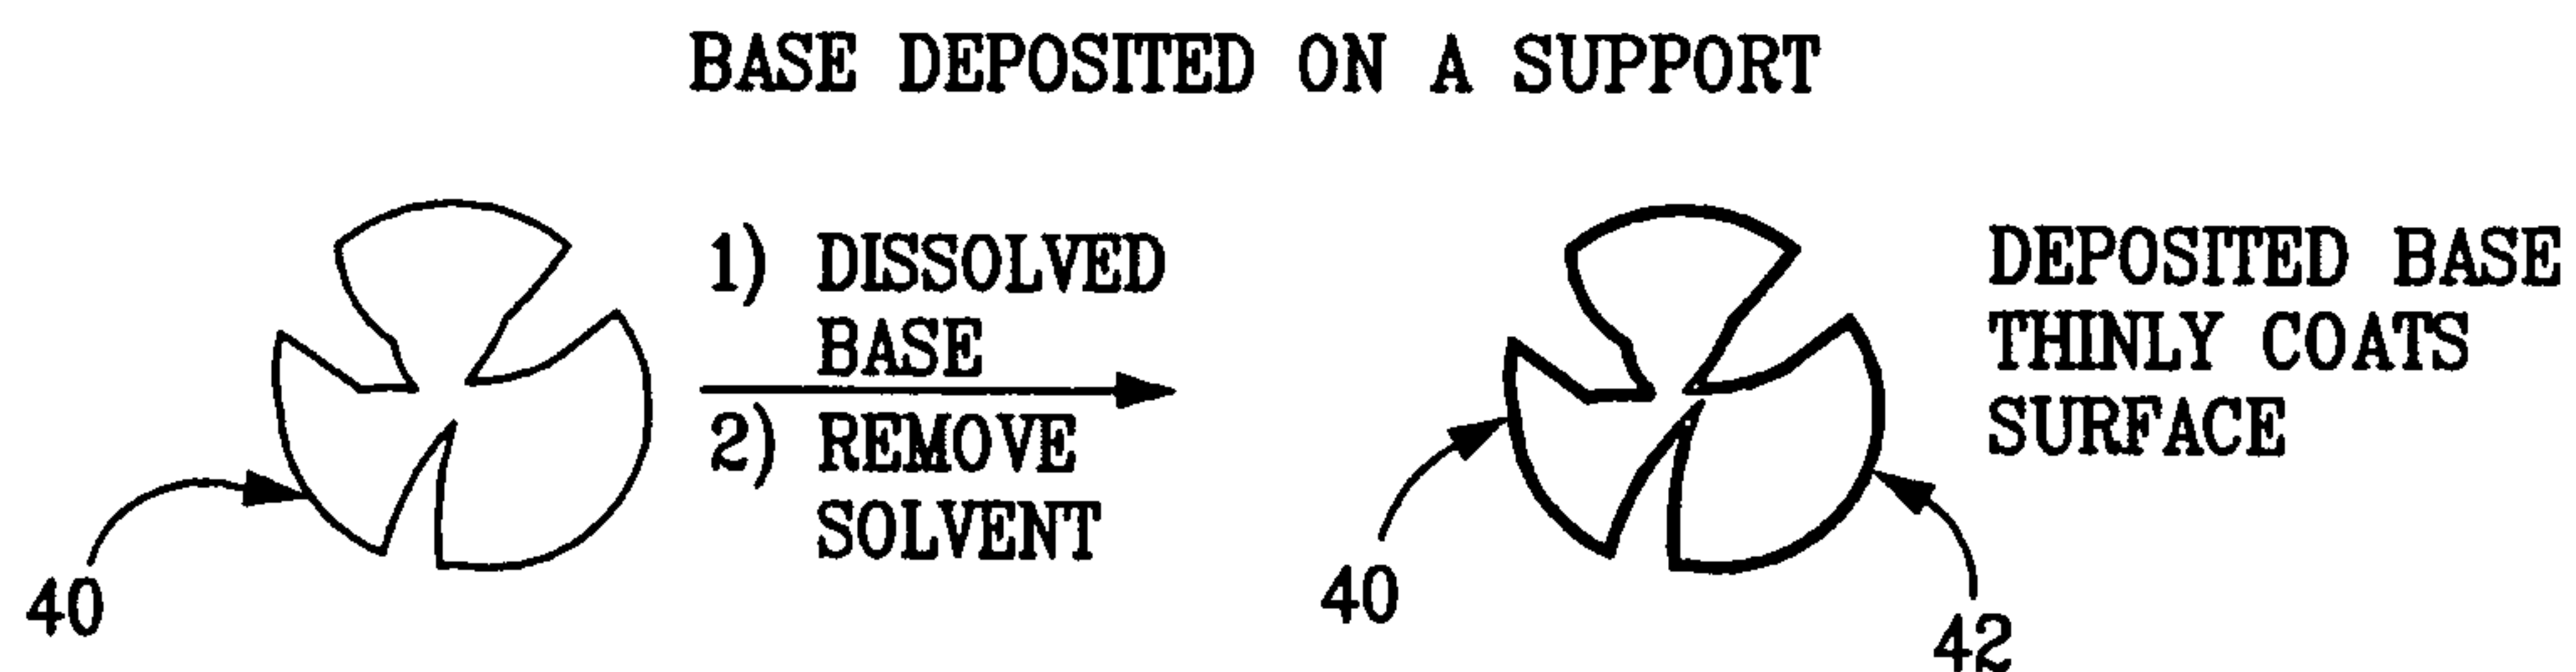 BASE DEPOSITED ON A SUPPORT
1) DISSOLVED
BASE
2) REMOVE
SOLVENT
40
DEPOSITED BASE
THINLY COATS
SURFACE
40
42